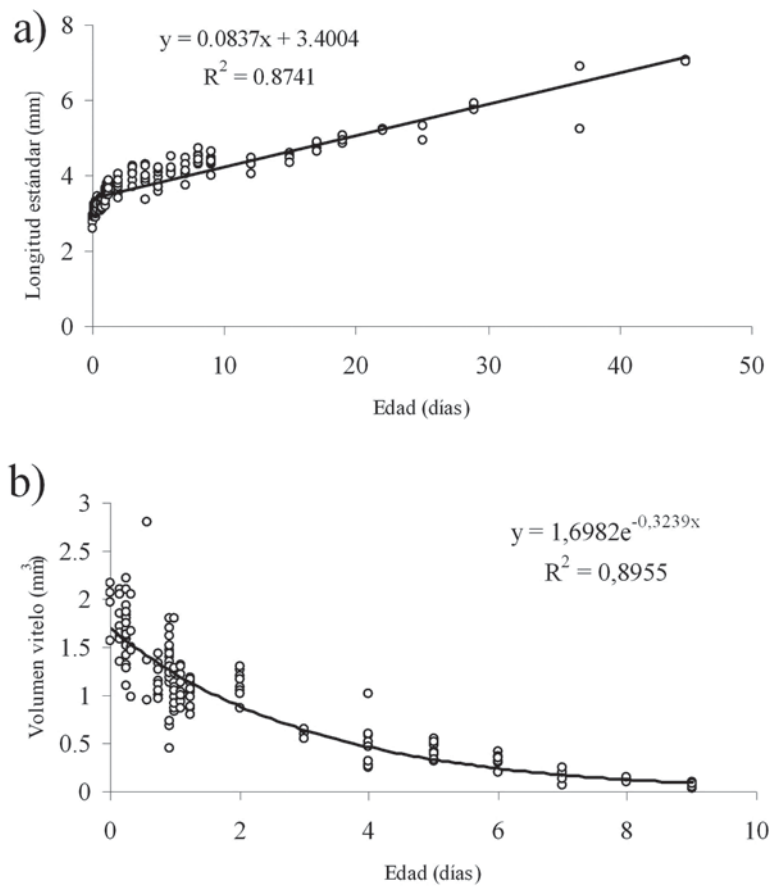 a)
y = 0.0837x + 3.4004
R² = 0.8741
Longitud estándar (mm)
8
6
4
2
0
0 10 20 30 40 50
Edad (días)
b)
y = 1,6982e^-0,3239x
R² = 0,8955
Volumen vitelo (mm³)
3
2.5
2
1.5
1
0.5
0
0 2 4 6 8 10
Edad (días)